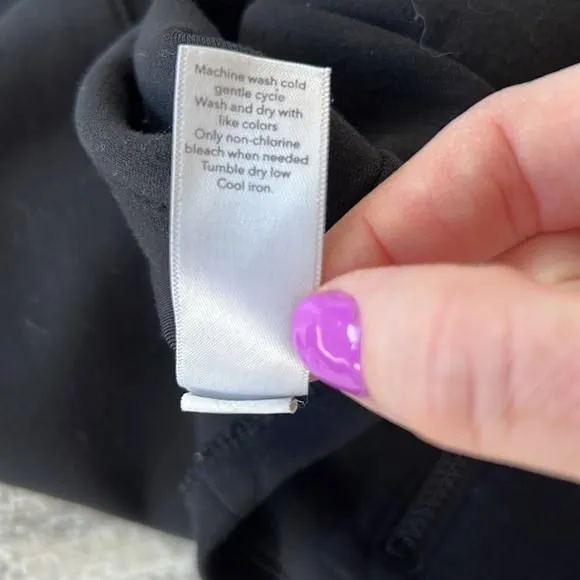 Machine wash cold
gentle cycle
Wash and dry with
like colors
Only non-chlorine
bleach when needed
Tumble dry low
Cool iron.